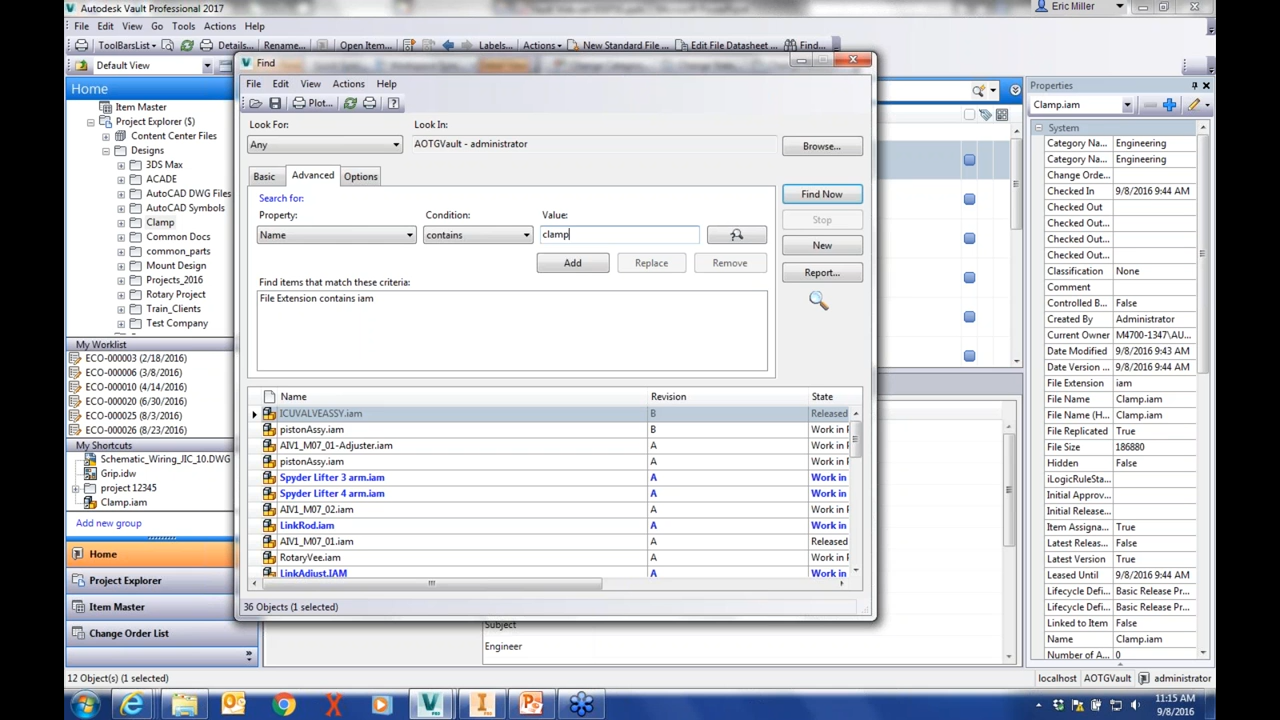 Autodesk Vault Professional 2017
Eric Miller
File Edit View Go Tools Actions Help
ToolBarsList
Details...
Rename...
Open Item...
Labels...
Actions
New Standard File ...
Edit File Datasheet ...
Find...
Default View
Home
Item Master
Project Explorer ($)
Content Center Files
Designs
3DS Max
ACADE
AutoCAD DWG Files
AutoCAD Symbols
Clamp
Common Docs
common_parts
Mount Design
Projects_2016
Rotary Project
Train_Clients
Test Company
My Worklist
ECO-000003 (2/18/2016)
ECO-000006 (3/8/2016)
ECO-000010 (4/14/2016)
ECO-000020 (6/30/2016)
ECO-000025 (8/3/2016)
ECO-000026 (8/23/2016)
My Shortcuts
Schematic_Wiring_JIC_10.DWG
Grip.idw
project 12345
Clamp.iam
Add new group
Home
Project Explorer
Item Master
Change Order List
12 Object(s) (1 selected)
Find
File Edit View Actions Help
Plot...
Look For:
Look In:
Any
AOTGVault - administrator
Browse...
Basic Advanced Options
Search for:
Property:
Condition:
Value:
Name
contains
clamp
Add
Replace
Remove
Find Now
Stop
New
Report...
Find items that match these criteria:
File Extension contains iam
Name Revision State
ICUVALVEASSY.iam B Released
pistonAssy.iam B Work in P
AIV1_M07_01-Adjuster.iam A Work in P
pistonAssy.iam A Work in P
Spyder Lifter 3 arm.iam A Work in
Spyder Lifter 4 arm.iam A Work in
AIV1_M07_02.iam A Work in P
LinkRod.iam A Work in
AIV1_M07_01.iam A Released
RotaryVee.iam A Work in P
LinkAdjust.IAM A Work in
36 Objects (1 selected)
Subject
Engineer
Properties
Clamp.iam
System
Category Na... Engineering
Category Na... Engineering
Change Orde...
Checked In 9/8/2016 9:44 AM
Checked Out
Checked Out
Checked Out
Checked Out
Classification None
Comment
Controlled B... False
Created By Administrator
Current Owner M4700-1347\AU...
Date Modified 9/8/2016 9:43 AM
Date Version ... 9/8/2016 9:44 AM
File Extension iam
File Name Clamp.iam
File Name (H... Clamp.iam
File Replicated True
File Size 186880
Hidden False
iLogicRuleSta...
Initial Approv...
Initial Release...
Item Assigna... True
Latest Releas... False
Latest Version True
Leased Until 9/8/2016 9:44 AM
Lifecycle Defi... Basic Release Pr...
Lifecycle Defi... Basic Release Pr...
Linked to Item False
Name Clamp.iam
Number of A... 0
localhost AOTGVault administrator
11:15 AM
9/8/2016